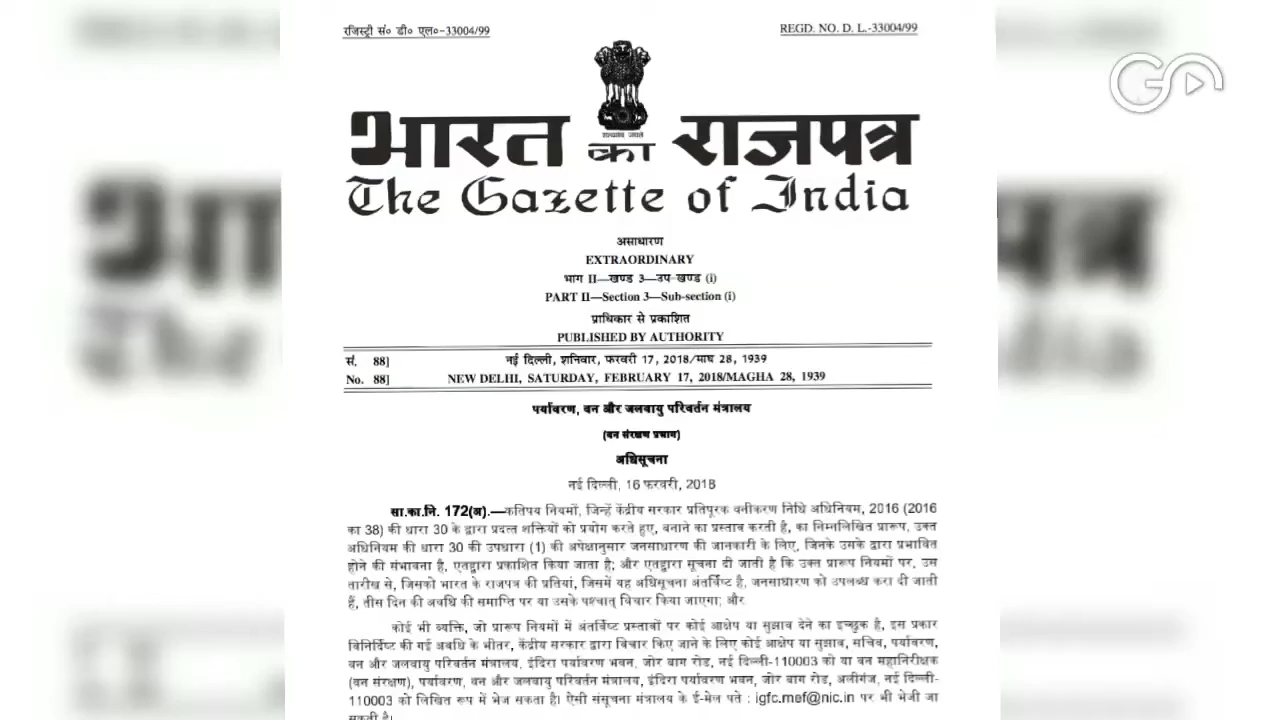 रजिस्ट्री सं० डी० एल०-33004/99
REGD. NO. D. L.-33004/99
सत्यमेव जयते
भारत का राजपत्र
The Gazette of India
असाधारण
EXTRAORDINARY
भाग II—खण्ड 3—उप-खण्ड (i)
PART II—Section 3—Sub-section (i)
प्राधिकार से प्रकाशित
PUBLISHED BY AUTHORITY
सं. 88] नई दिल्ली, शनिवार, फरवरी 17, 2018/माघ 28, 1939
No. 88] NEW DELHI, SATURDAY, FEBRUARY 17, 2018/MAGHA 28, 1939
पर्यावरण, वन और जलवायु परिवर्तन मंत्रालय
(वन संरक्षण प्रभाग)
अधिसूचना
नई दिल्ली, 16 फरवरी, 2018
सा.का.नि. 172(अ).—कतिपय नियमों, जिन्हें केंद्रीय सरकार प्रतिपूरक वनीकरण निधि अधिनियम, 2016 (2016
का 38) की धारा 30 के द्वारा प्रदत्त शक्तियों को प्रयोग करते हुए, बनाने का प्रस्ताव करती है, का निम्नलिखित प्रारूप, उक्त
अधिनियम की धारा 30 की उपधारा (1) की अपेक्षानुसार जनसाधारण की जानकारी के लिए, जिनके उसके द्वारा प्रभावित
होने की संभावना है, एतद्वारा प्रकाशित किया जाता है; और एतद्वारा सूचना दी जाती है कि उक्त प्रारूप नियमों पर, उस
तारीख से, जिसको भारत के राजपत्र की प्रतियां, जिसमें यह अधिसूचना अंतर्विष्ट है, जनसाधारण को उपलब्ध करा दी जाती
हैं, तीस दिन की अवधि की समाप्ति पर या उसके पश्चात् विचार किया जाएगा; और
कोई भी व्यक्ति, जो प्रारूप नियमों में अंतर्विष्ट प्रस्तावों पर कोई आक्षेप या सुझाव देने का इच्छुक है, इस प्रकार
विनिर्दिष्ट की गई अवधि के भीतर, केंद्रीय सरकार द्वारा विचार किए जाने के लिए कोई आक्षेप या सुझाव, सचिव, पर्यावरण,
वन और जलवायु परिवर्तन मंत्रालय, इंदिरा पर्यावरण भवन, जोर बाग रोड, नई दिल्ली-110003 को या वन महानिरीक्षक
(वन संरक्षण), पर्यावरण, वन और जलवायु परिवर्तन मंत्रालय, इंदिरा पर्यावरण भवन, जोर बाग रोड, अलीगंज, नई दिल्ली-
110003 को लिखित रूप में भेज सकता है। ऐसी संसूचना मंत्रालय के ई-मेल पते : igfc.mef@nic.in पर भी भेजी जा
सकती है।